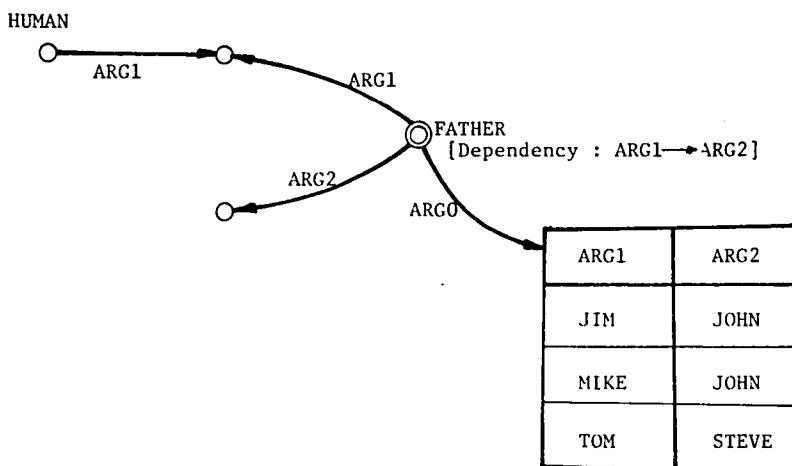 HUMAN
ARG1
ARG1
FATHER
[Dependency : ARG1→ARG2]
ARG2
ARG0
ARG1 ARG2
JIM JOHN
MIKE JOHN
TOM STEVE